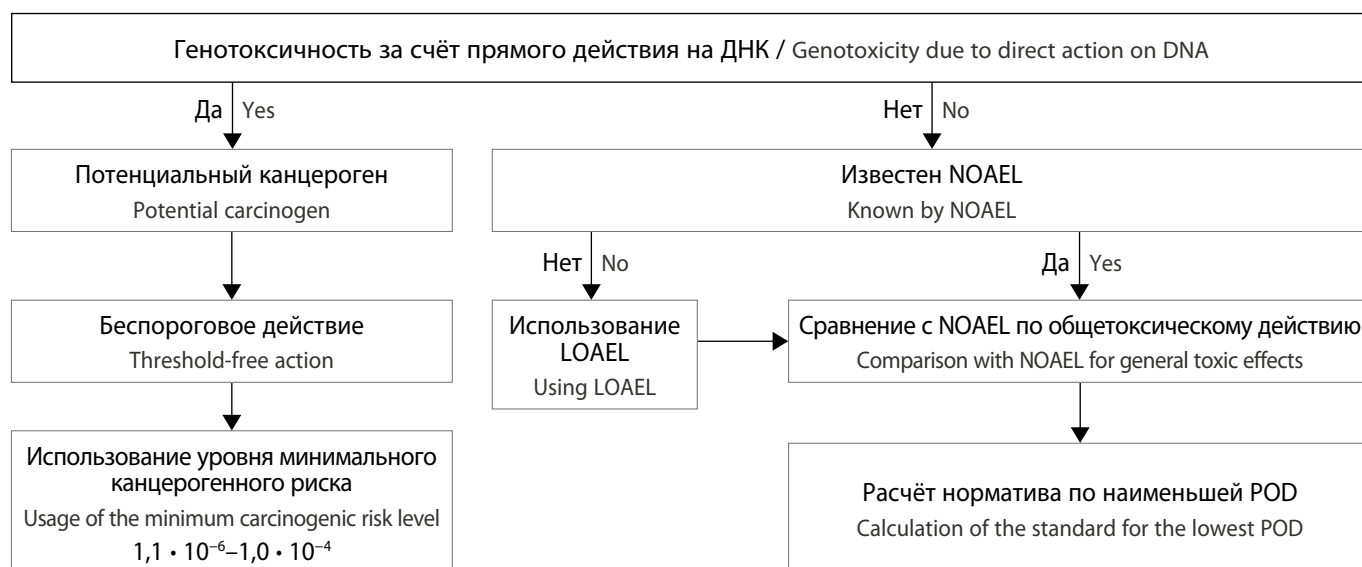 Генотоксичность за счёт прямого действия на ДНК / Genotoxicity due to direct action on DNA
Да Yes
Нет No
Потенциальный канцероген
Potential carcinogen
Известен NOAEL
Known by NOAEL
Нет No
Да Yes
Беспороговое действие
Threshold-free action
Использование
LOAEL
Using LOAEL
Сравнение с NOAEL по общетоксическому действию
Comparison with NOAEL for general toxic effects
Использование уровня минимального
канцерогенного риска
Usage of the minimum carcinogenic risk level
1,1 • 10⁻⁶–1,0 • 10⁻⁴
Расчёт норматива по наименьшей POD
Calculation of the standard for the lowest POD